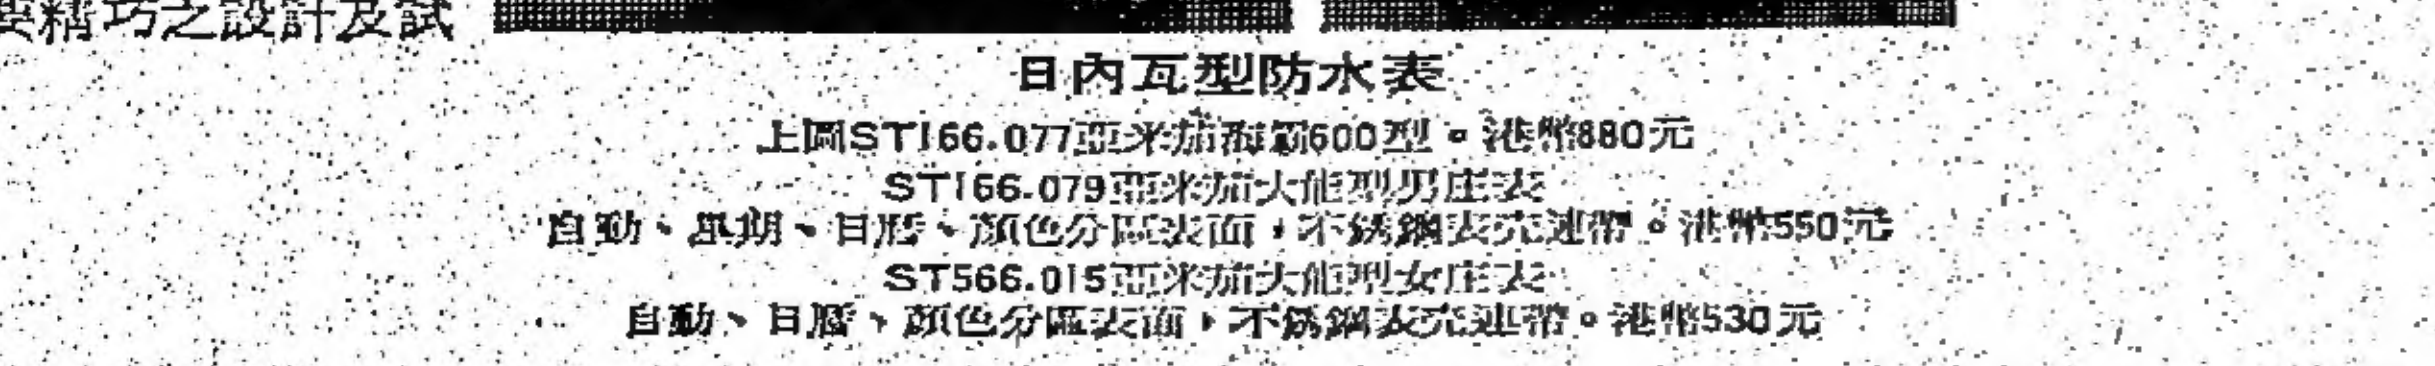 要精巧之設計及試
日內瓦型防水表
上圖ST166.077亞米茄海霸600型。港幣880元
ST166.079亞米茄大能型男庄表
自動、星期、日曆、顏色分區表面，不銹鋼表壳連帶。港幣550元
ST566.015亞米茄大能型女庄表
自動、日曆、顏色分區表面，不銹鋼表壳連帶。港幣530元